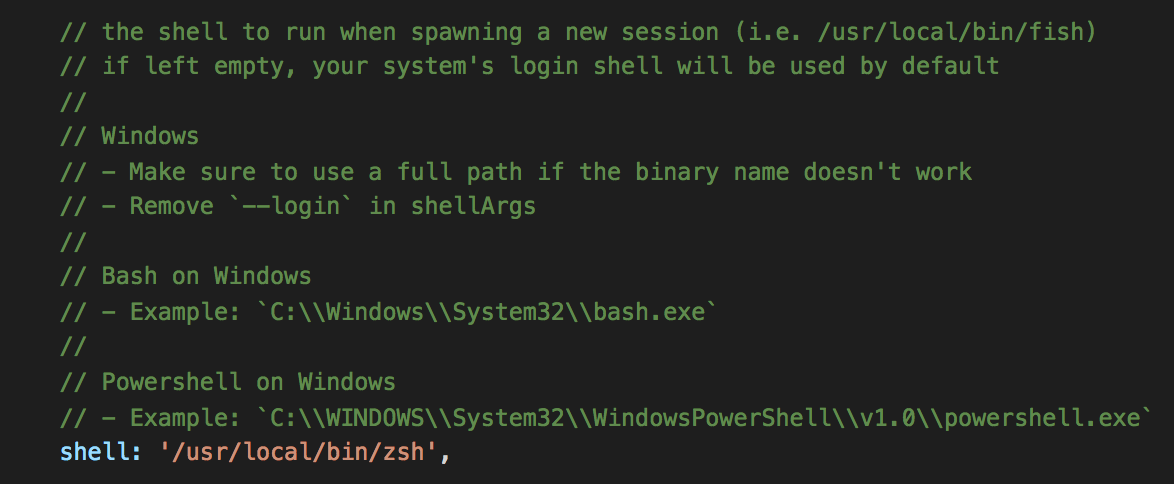 // the shell to run when spawning a new session (i.e. /usr/local/bin/fish)
// if left empty, your system's login shell will be used by default
//
// Windows
// - Make sure to use a full path if the binary name doesn't work
// - Remove `--login` in shellArgs
//
// Bash on Windows
// - Example: `C:\\Windows\\System32\\bash.exe`
//
// Powershell on Windows
// - Example: `C:\\WINDOWS\\System32\\WindowsPowerShell\\v1.0\\powershell.exe`
shell: '/usr/local/bin/zsh',